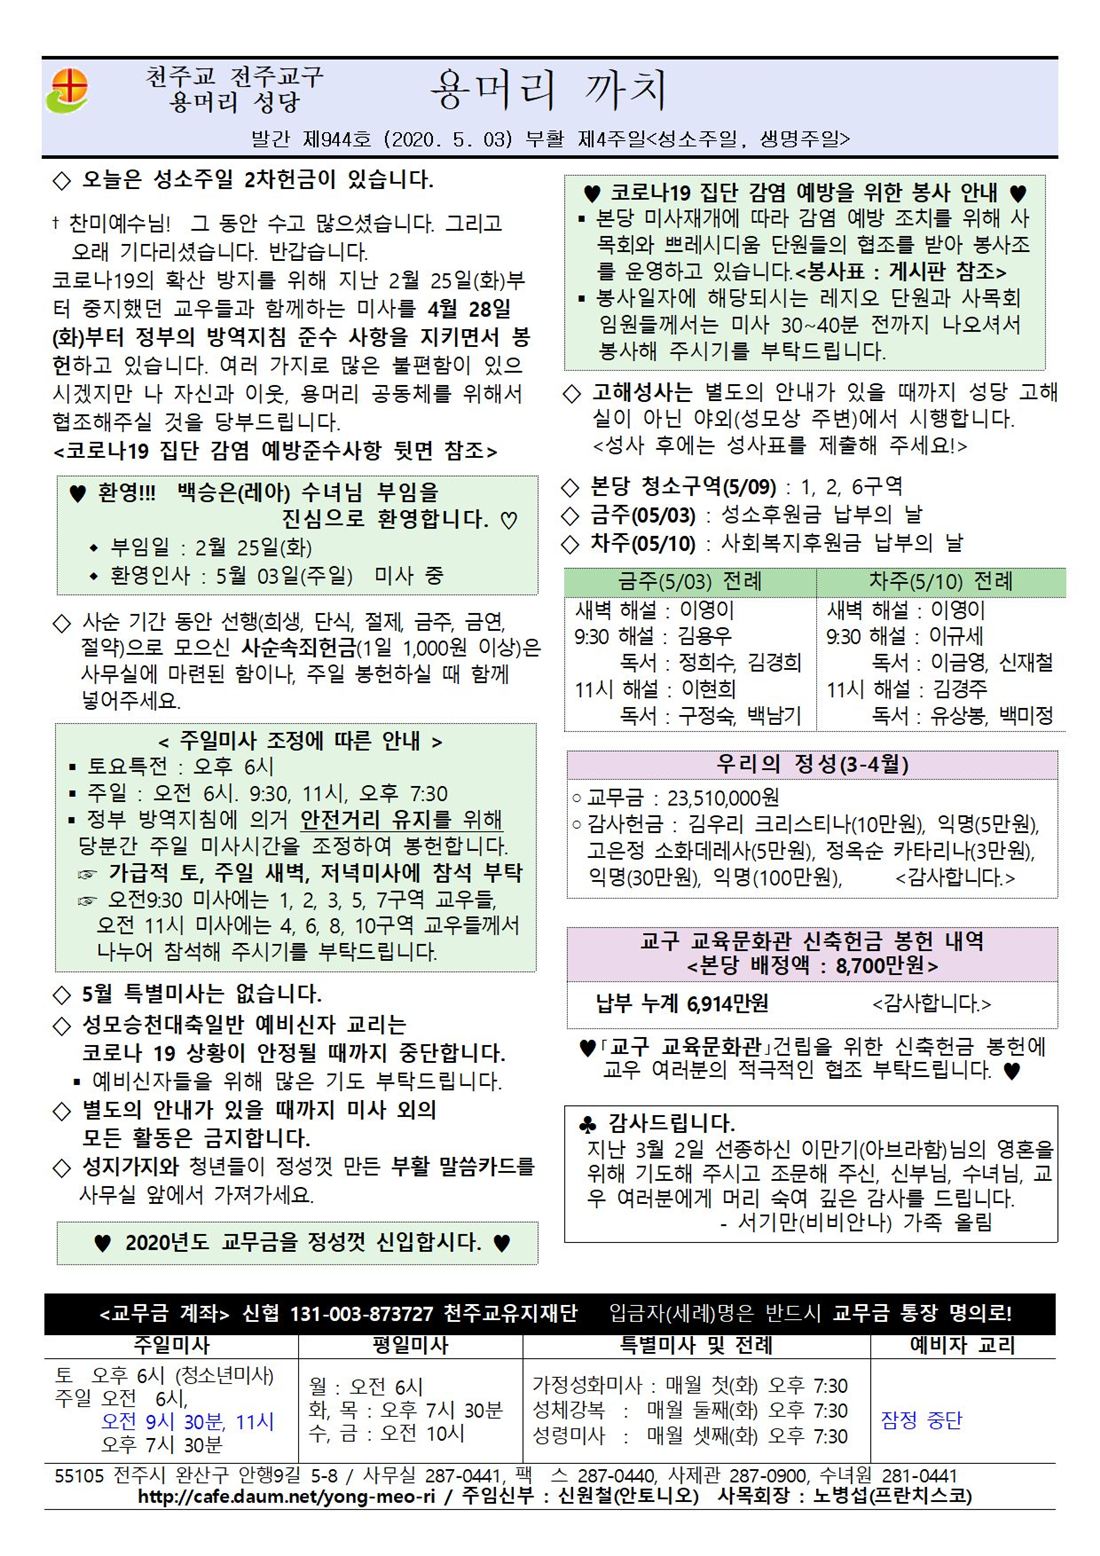 천주교 전주교구
용머리 성당
용머리 까치
발간 제944호 (2020. 5. 03) 부활 제4주일<성소주일, 생명주일>
◇ 오늘은 성소주일 2차헌금이 있습니다.
† 찬미예수님! 그 동안 수고 많으셨습니다. 그리고
오래 기다리셨습니다. 반갑습니다.
코로나19의 확산 방지를 위해 지난 2월 25일(화)부
터 중지했던 교우들과 함께하는 미사를 4월 28일
(화)부터 정부의 방역지침 준수 사항을 지키면서 봉
헌하고 있습니다. 여러 가지로 많은 불편함이 있으
시겠지만 나 자신과 이웃, 용머리 공동체를 위해서
협조해주실 것을 당부드립니다.
<코로나19 집단 감염 예방준수사항 뒷면 참조>
♥ 환영!!! 백승은(레아) 수녀님 부임을
진심으로 환영합니다. ♡
◆ 부임일 : 2월 25일(화)
◆ 환영인사 : 5월 03일(주일) 미사 중
◇ 사순 기간 동안 선행(희생, 단식, 절제, 금주, 금연,
절약)으로 모으신 사순속죄헌금(1일 1,000원 이상)은
사무실에 마련된 함이나, 주일 봉헌하실 때 함께
넣어주세요.
< 주일미사 조정에 따른 안내 >
▪ 토요특전 : 오후 6시
▪ 주일 : 오전 6시. 9:30, 11시, 오후 7:30
▪ 정부 방역지침에 의거 안전거리 유지를 위해
당분간 주일 미사시간을 조정하여 봉헌합니다.
☞ 가급적 토, 주일 새벽, 저녁미사에 참석 부탁
☞ 오전9:30 미사에는 1, 2, 3, 5, 7구역 교우들,
오전 11시 미사에는 4, 6, 8, 10구역 교우들께서
나누어 참석해 주시기를 부탁드립니다.
◇ 5월 특별미사는 없습니다.
◇ 성모승천대축일반 예비신자 교리는
코로나 19 상황이 안정될 때까지 중단합니다.
▪ 예비신자들을 위해 많은 기도 부탁드립니다.
◇ 별도의 안내가 있을 때까지 미사 외의
모든 활동은 금지합니다.
◇ 성지가지와 청년들이 정성껏 만든 부활 말씀카드를
사무실 앞에서 가져가세요.
♥ 2020년도 교무금을 정성껏 신입합시다. ♥
♥ 코로나19 집단 감염 예방을 위한 봉사 안내 ♥
▪ 본당 미사재개에 따라 감염 예방 조치를 위해 사
목회와 쁘레시디움 단원들의 협조를 받아 봉사조
를 운영하고 있습니다.<봉사표 : 게시판 참조>
▪ 봉사일자에 해당되시는 레지오 단원과 사목회
임원들께서는 미사 30~40분 전까지 나오셔서
봉사해 주시기를 부탁드립니다.
◇ 고해성사는 별도의 안내가 있을 때까지 성당 고해
실이 아닌 야외(성모상 주변)에서 시행합니다.
<성사 후에는 성사표를 제출해 주세요!>
◇ 본당 청소구역(5/09) : 1, 2, 6구역
◇ 금주(05/03) : 성소후원금 납부의 날
◇ 차주(05/10) : 사회복지후원금 납부의 날
금주(5/03) 전례 차주(5/10) 전례
새벽 해설 : 이영이 새벽 해설 : 이영이
9:30 해설 : 김용우 9:30 해설 : 이규세
독서 : 정희수, 김경희 독서 : 이금영, 신재철
11시 해설 : 이현희 11시 해설 : 김경주
독서 : 구정숙, 백남기 독서 : 유상봉, 백미정
우리의 정성(3-4월)
○ 교무금 : 23,510,000원
○ 감사헌금 : 김우리 크리스티나(10만원), 익명(5만원),
고은정 소화데레사(5만원), 정옥순 카타리나(3만원),
익명(30만원), 익명(100만원), <감사합니다.>
교구 교육문화관 신축헌금 봉헌 내역
<본당 배정액 : 8,700만원>
납부 누계 6,914만원 <감사합니다.>
♥「교구 교육문화관」건립을 위한 신축헌금 봉헌에
교우 여러분의 적극적인 협조 부탁드립니다. ♥
♣ 감사드립니다.
지난 3월 2일 선종하신 이만기(아브라함)님의 영혼을
위해 기도해 주시고 조문해 주신, 신부님, 수녀님, 교
우 여러분에게 머리 숙여 깊은 감사를 드립니다.
- 서기만(비비안나) 가족 올림
<교무금 계좌> 신협 131-003-873727 천주교유지재단 입금자(세례)명은 반드시 교무금 통장 명의로!
주일미사 평일미사 특별미사 및 전례 예비자 교리
토 오후 6시 (청소년미사)
주일 오전 6시,
오전 9시 30분, 11시
오후 7시 30분
월 : 오전 6시
화, 목 : 오후 7시 30분
수, 금 : 오전 10시
가정성화미사 : 매월 첫(화) 오후 7:30
성체강복 : 매월 둘째(화) 오후 7:30
성령미사 : 매월 셋째(화) 오후 7:30
잠정 중단
55105 전주시 완산구 안행9길 5-8 / 사무실 287-0441, 팩 스 287-0440, 사제관 287-0900, 수녀원 281-0441
http://cafe.daum.net/yong-meo-ri / 주임신부 : 신원철(안토니오) 사목회장 : 노병섭(프란치스코)